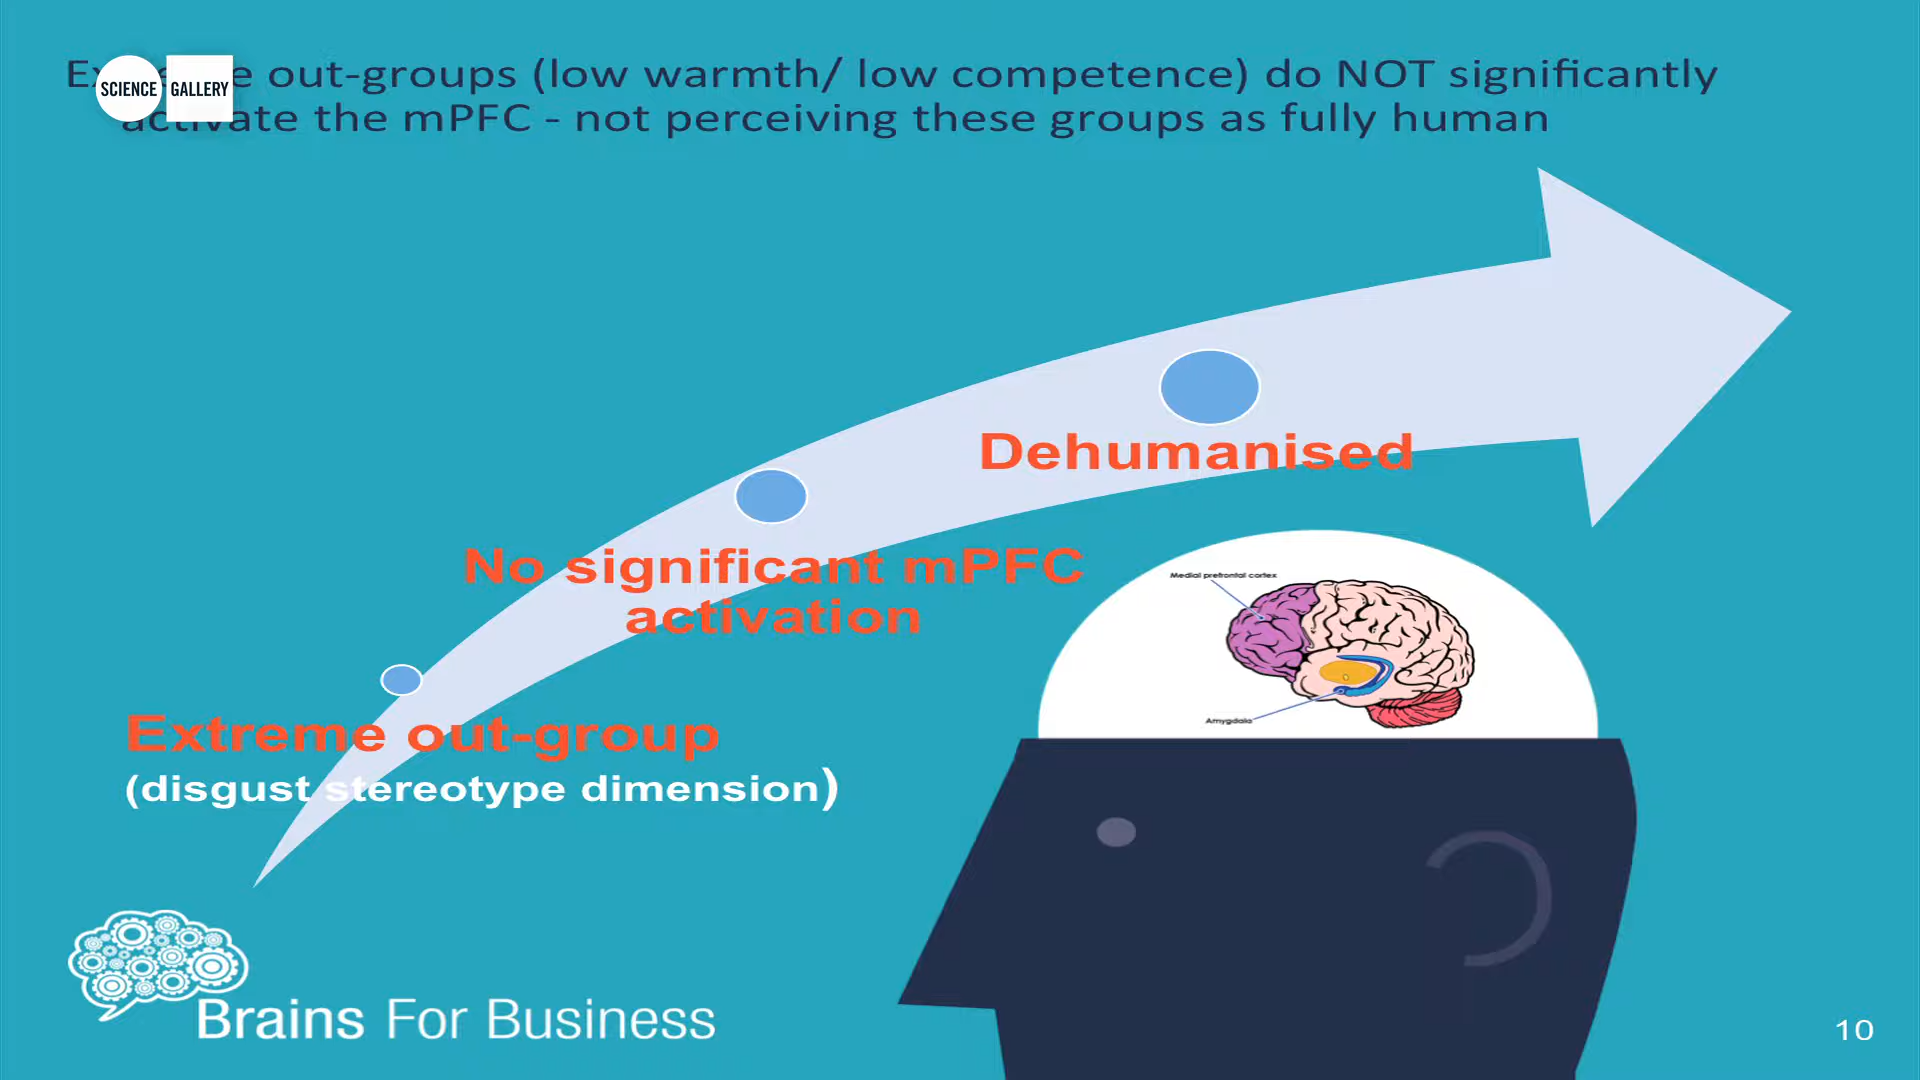 out-groups (low warmth/ low competence) do NOT significantly
activate the mPFC - not perceiving these groups as fully human
SCIENCE GALLERY
Dehumanised
No significant mPFC
activation
Medial prefrontal cortex
Extreme out-group
(disgust stereotype dimension)
Amygdala
Brains For Business
10